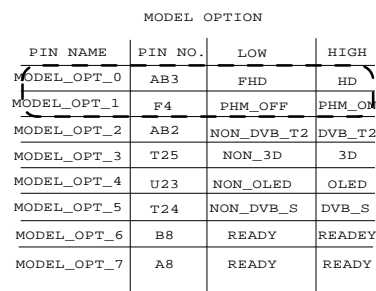 MODEL OPTION
PIN NAME PIN NO. LOW HIGH
MODEL_OPT_0 AB3 FHD HD
MODEL_OPT_1 F4 PHM_OFF PHM_ON
MODEL_OPT_2 AB2 NON_DVB_T2 DVB_T2
MODEL_OPT_3 T25 NON_3D 3D
MODEL_OPT_4 U23 NON_OLED OLED
MODEL_OPT_5 T24 NON_DVB_S DVB_S
MODEL_OPT_6 B8 READY READEY
MODEL_OPT_7 A8 READY READY